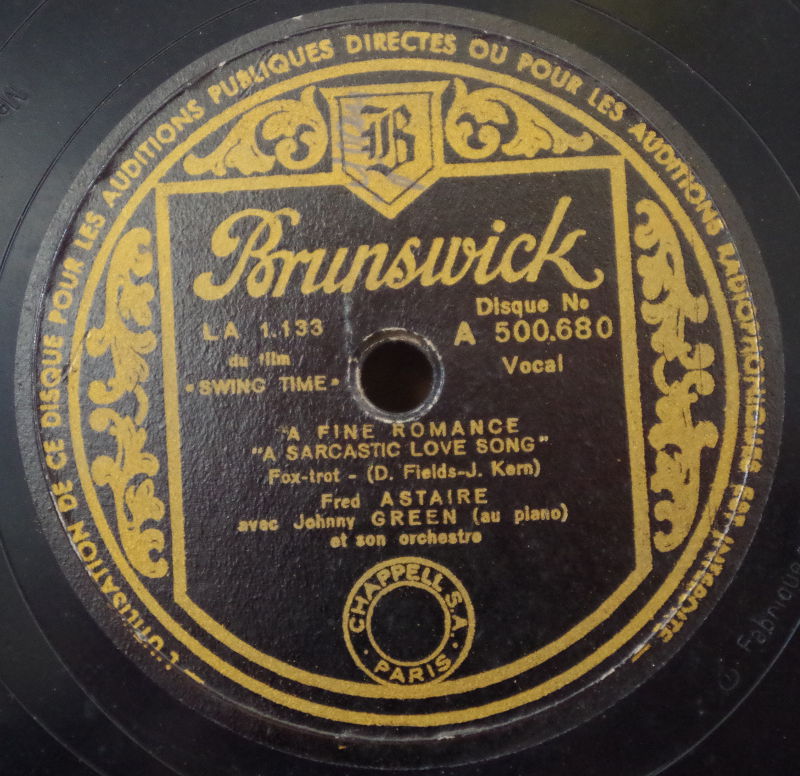 L'UTILISATION DE CE DISQUE POUR LES AUDITIONS PUBLIQUES DIRECTES OU POUR LES AUDITIONS RADIOPHONIQUES EST INTERDITE
B
Brunswick
LA 1.133
Disque No
A 500.680
du film
Vocal
"SWING TIME"
"A FINE ROMANCE
"A SARCASTIC LOVE SONG"
Fox-trot - (D. Fields-J. Kern)
Fred ASTAIRE
avec Johnny GREEN (au piano)
et son orchestre
CHAPPELL S.A.
PARIS
Fabriqué